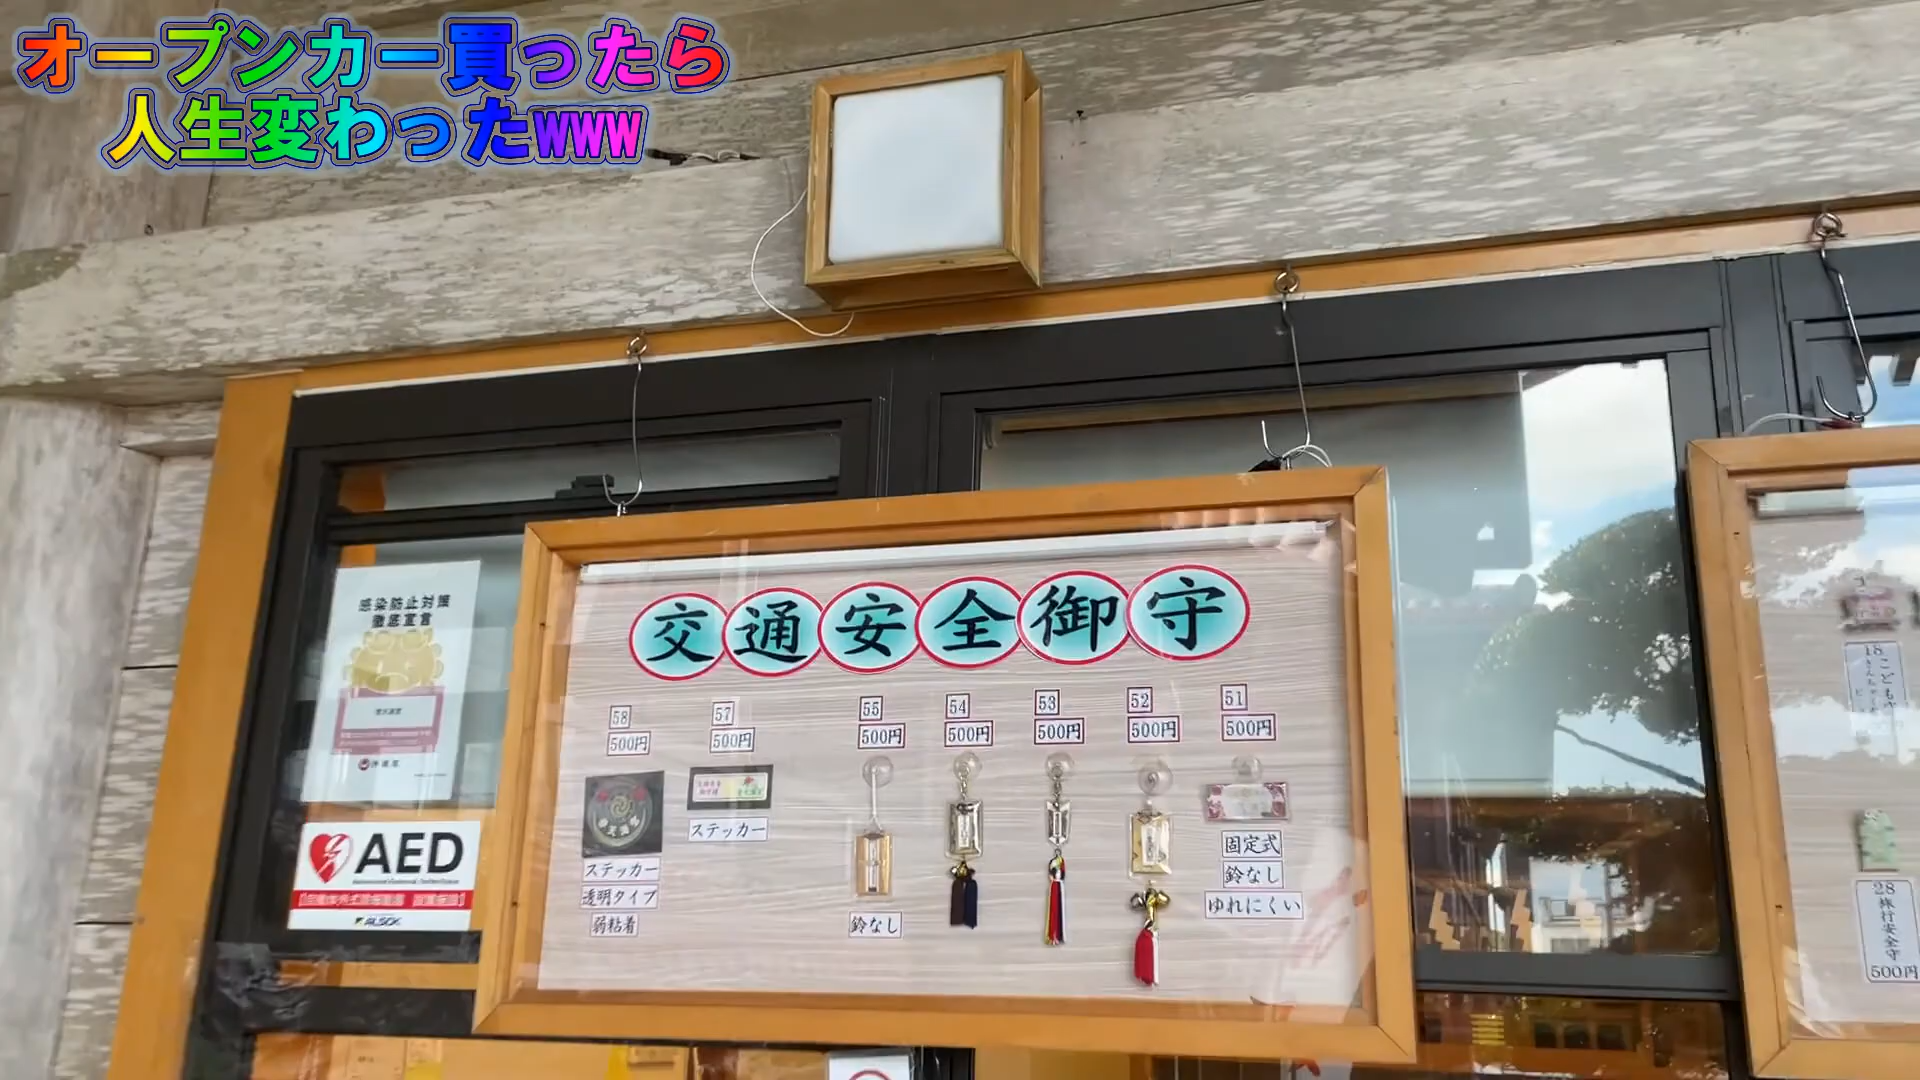 オープンカー買ったら
人生変わったwww
感染防止対策
徹底宣言
AED
ALSOK
交通安全御守
58
500円
ステッカー
透明タイプ
弱粘着
57
500円
ステッカー
55
500円
鈴なし
54
500円
53
500円
52
500円
51
500円
固定式
鈴なし
ゆれにくい
18
こども守
28
旅行安全守
500円